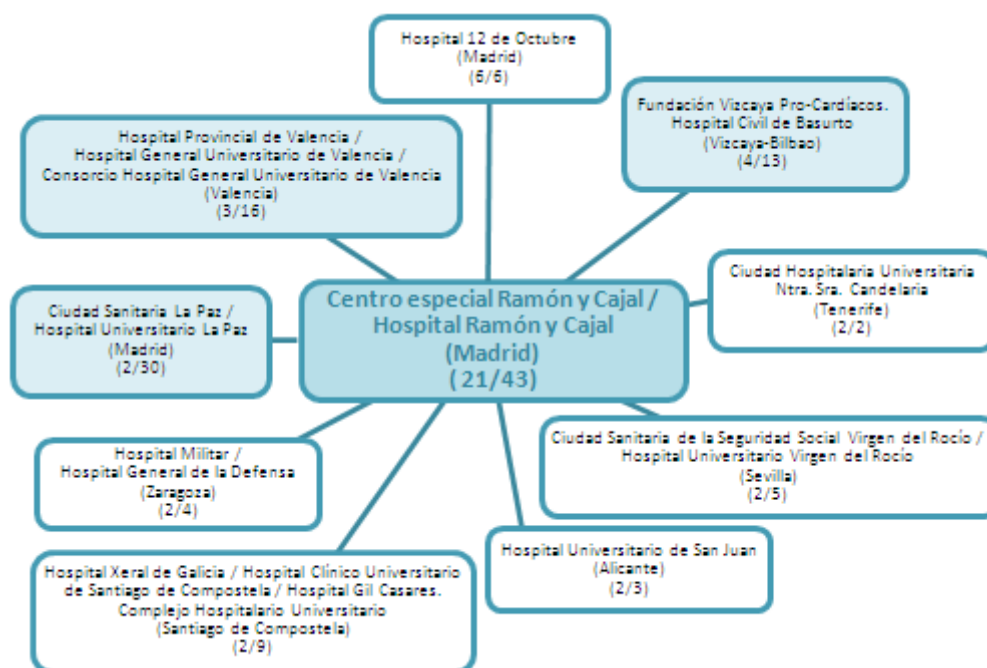 Hospital 12 de Octubre
(Madrid)
(6/6)
Fundación Vizcaya Pro-Cardíacos.
Hospital Civil de Basurto
(Vizcaya-Bilbao)
(4/13)
Hospital Provincial de Valencia /
Hospital General Universitario de Valencia /
Consorcio Hospital General Universitario de Valencia
(Valencia)
(3/16)
Ciudad Hospitalaria Universitaria
Ntra. Sra. Candelaria
(Tenerife)
(2/2)
Centro especial Ramón y Cajal /
Hospital Ramón y Cajal
(Madrid)
( 21/43)
Ciudad Sanitaria La Paz /
Hospital Universitario La Paz
(Madrid)
(2/30)
Ciudad Sanitaria de la Seguridad Social Virgen del Rocío /
Hospital Universitario Virgen del Rocío
(Sevilla)
(2/5)
Hospital Militar /
Hospital General de la Defensa
(Zaragoza)
(2/4)
Hospital Universitario de San Juan
(Alicante)
(2/3)
Hospital Xeral de Galicia / Hospital Clínico Universitario
de Santiago de Compostela / Hospital Gil Casares.
Complejo Hospitalario Universitario
(Santiago de Compostela)
(2/9)